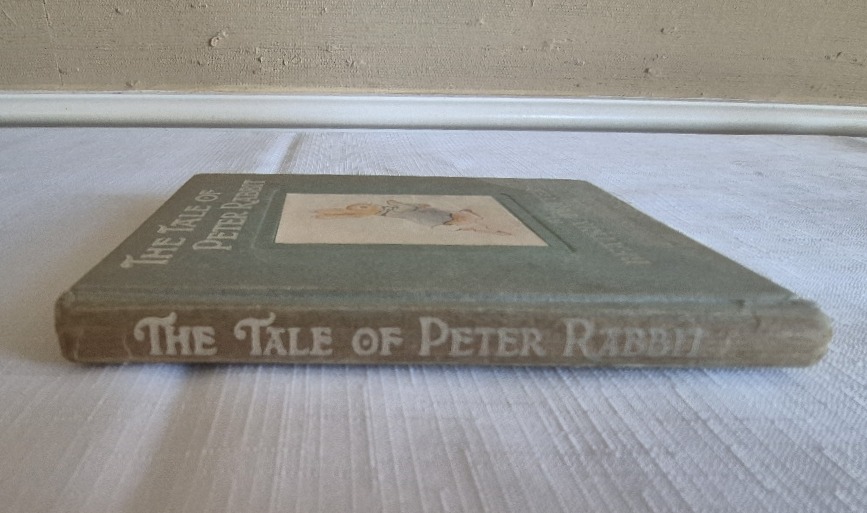 THE TALE OF
PETER RABBIT
THE TALE OF PETER RABBIT